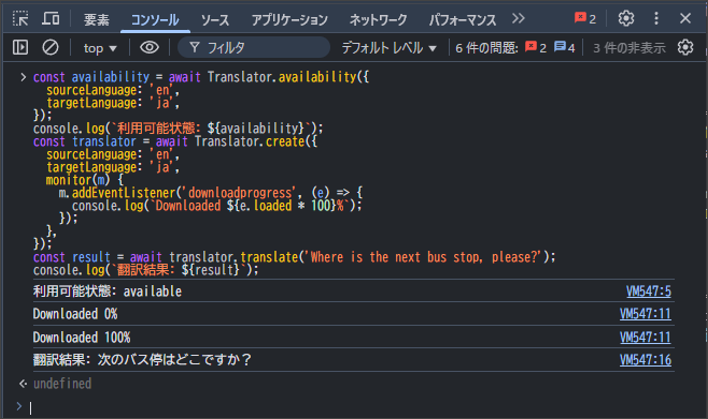 要素 コンソール ソース アプリケーション ネットワーク パフォーマンス 2
top フィルタ デフォルト レベル 6 件の問題: 2 4 3 件の非表示
const availability = await Translator.availability({
  sourceLanguage: 'en',
  targetLanguage: 'ja',
});
console.log(`利用可能状態: ${availability}`);
const translator = await Translator.create({
  sourceLanguage: 'en',
  targetLanguage: 'ja',
  monitor(m) {
    m.addEventListener('downloadprogress', (e) => {
      console.log(`Downloaded ${e.loaded * 100}%`);
    });
  },
});
const result = await translator.translate('Where is the next bus stop, please?');
console.log(`翻訳結果: ${result}`);
利用可能状態: available VM547:5
Downloaded 0% VM547:11
Downloaded 100% VM547:11
翻訳結果: 次のバス停はどこですか？ VM547:16
undefined